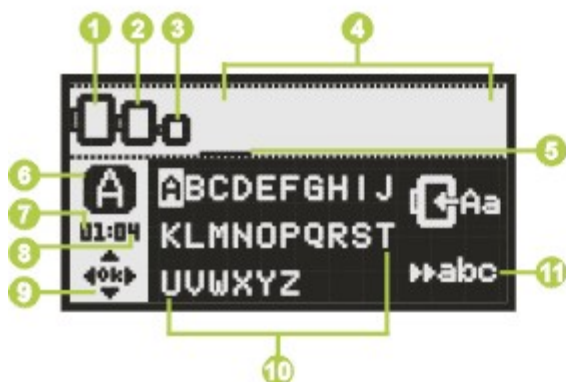 1 2 3 4
5
6 A ABCDEFGHIJ Aa
7 01:04
8 KLMNOPQRST
9 Ok UVWXYZ abc 11
10